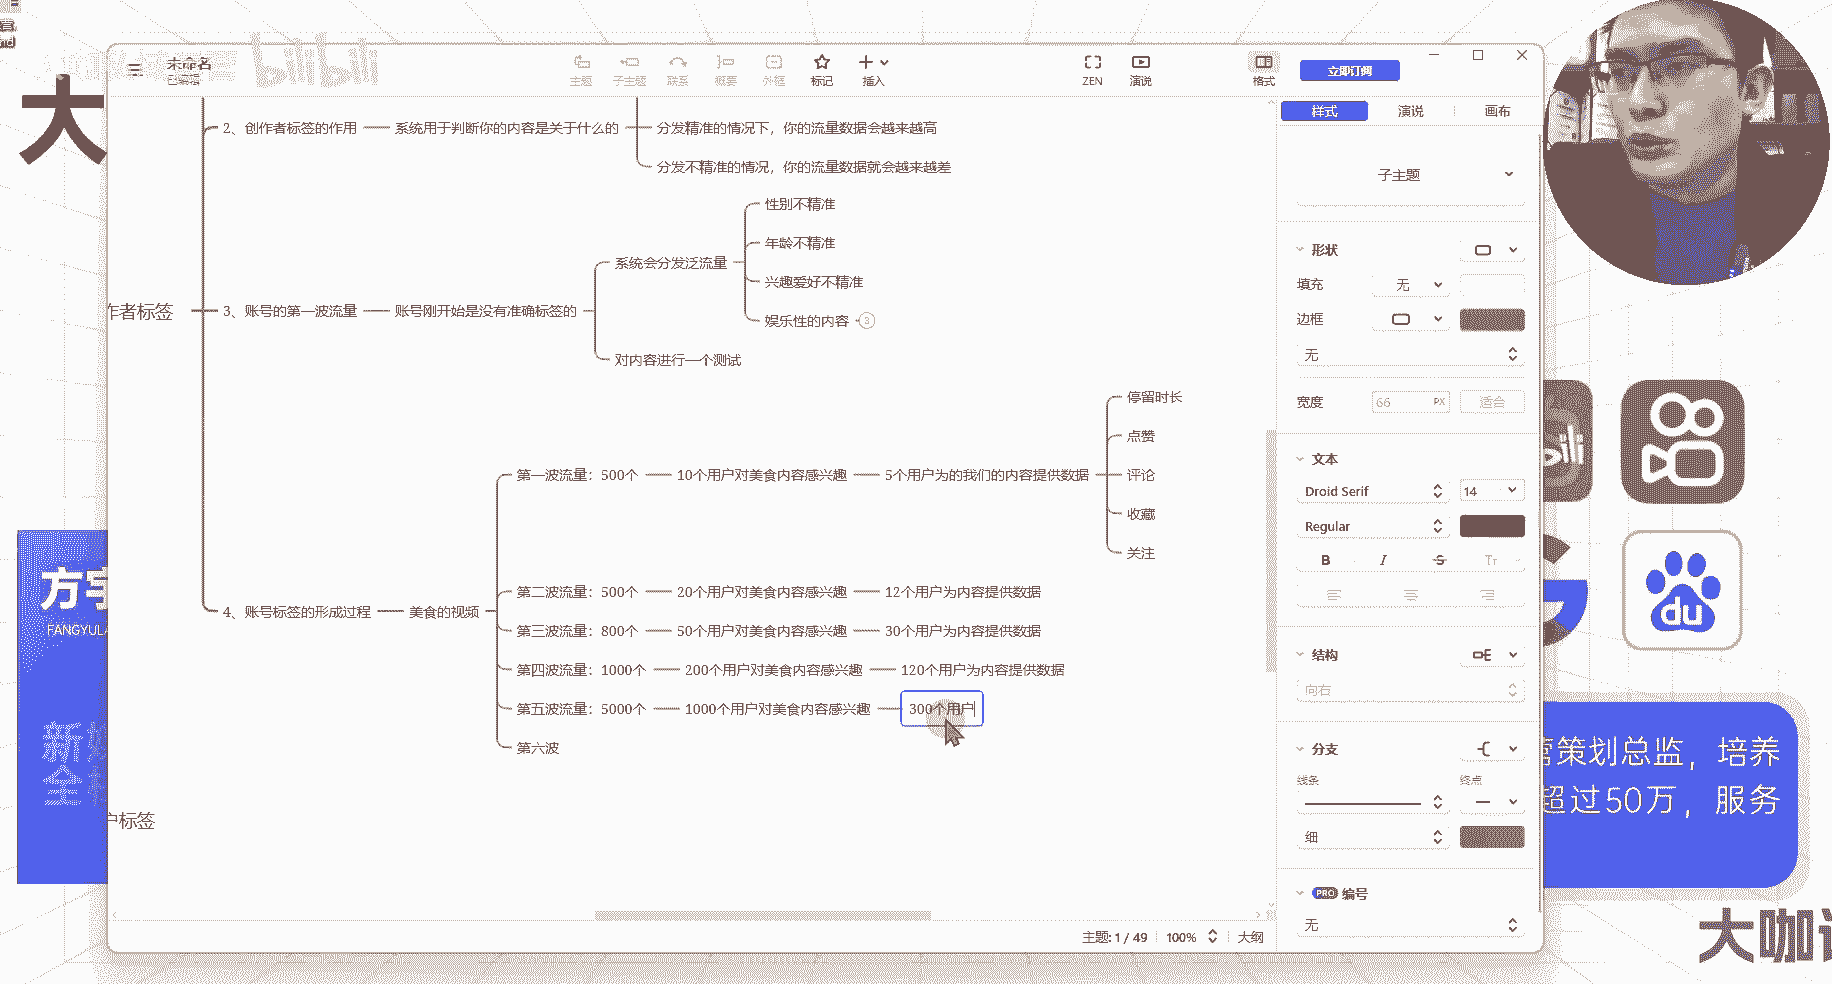 未命名
已编辑
bilibili
主题
子主题
联系
概要
外框
标记
插入
ZEN
演说
格式
立即订阅
样式
演说
画布
大
2、创作者标签的作用
系统用于判断你的内容是关于什么的
分发精准的情况下，你的流量数据会越来越高
分发不精准的情况，你的流量数据就会越来越差
作者标签
3、账号的第一波流量
账号刚开始是没有准确标签的
系统会分发泛流量
性别不精准
年龄不精准
兴趣爱好不精准
娱乐性的内容
3
对内容进行一个测试
4、账号标签的形成过程
美食的视频
第一波流量：500个
10个用户对美食内容感兴趣
5个用户为的我们的内容提供数据
停留时长
点赞
评论
收藏
关注
第二波流量：500个
20个用户对美食内容感兴趣
12个用户为内容提供数据
第三波流量：800个
50个用户对美食内容感兴趣
30个用户为内容提供数据
第四波流量：1000个
200个用户对美食内容感兴趣
120个用户为内容提供数据
第五波流量：5000个
1000个用户对美食内容感兴趣
300个用户
第六波
户标签
子主题
形状
填充
无
边框
无
宽度
66
PX
适合
文本
Droid Serif
14
Regular
B
I
S
Tт
结构
向右
分支
线条
终点
细
PRO 编号
无
主题: 1 / 49
100%
大纲
方宇
FANGYULA
新媒
全
营策划总监，培养
超过50万，服务
大咖
du